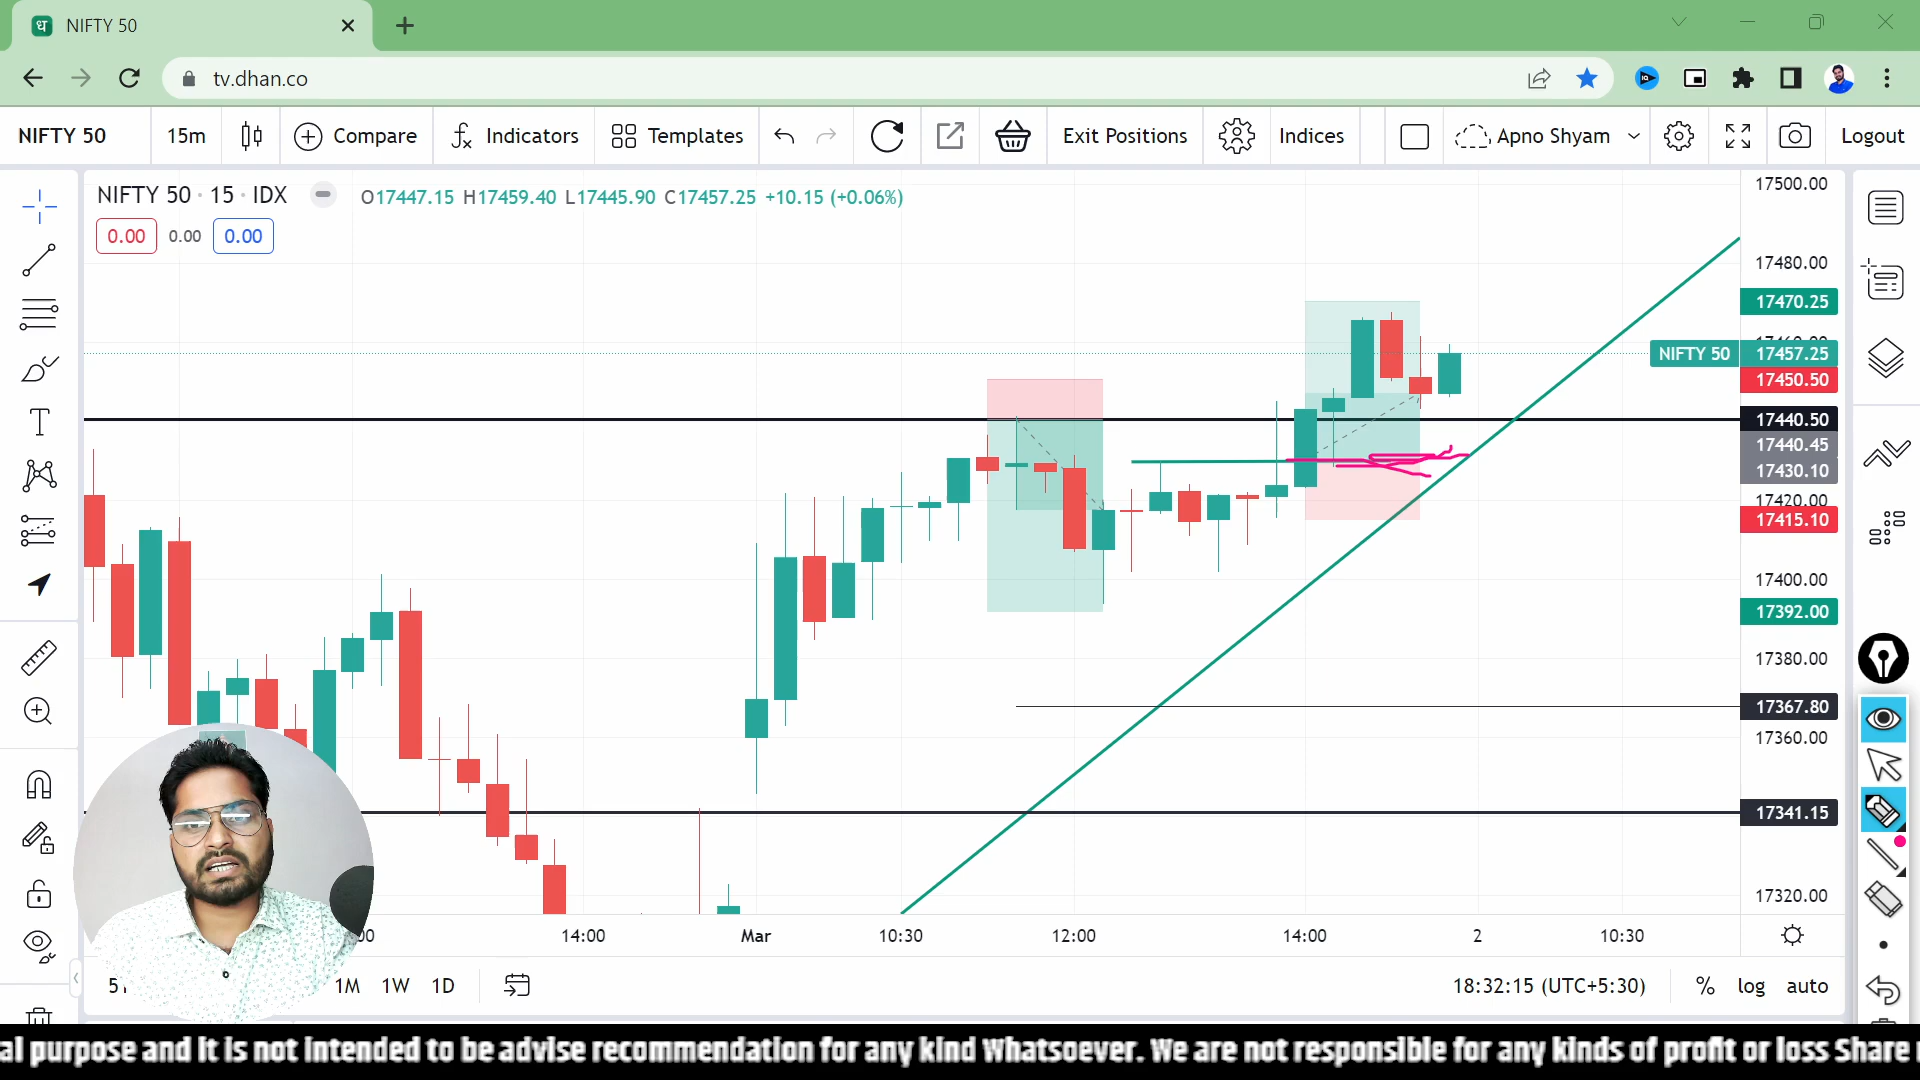 ध NIFTY 50
tv.dhan.co
NIFTY 50 15m Compare Indicators Templates Exit Positions Indices Apno Shyam Logout
NIFTY 50 · 15 · IDX O17447.15 H17459.40 L17445.90 C17457.25 +10.15 (+0.06%)
0.00 0.00 0.00
17500.00
17480.00
17470.25
NIFTY 50 17457.25
17450.50
17440.50
17440.45
17430.10
17420.00
17415.10
17400.00
17392.00
17380.00
17367.80
17360.00
17341.15
17320.00
14:00 Mar 10:30 12:00 14:00 2 10:30
1M 1W 1D 18:32:15 (UTC+5:30) % log auto
al purpose and it is not intended to be advise recommendation for any kind Whatsoever. We are not responsible for any kinds of profit or loss Share